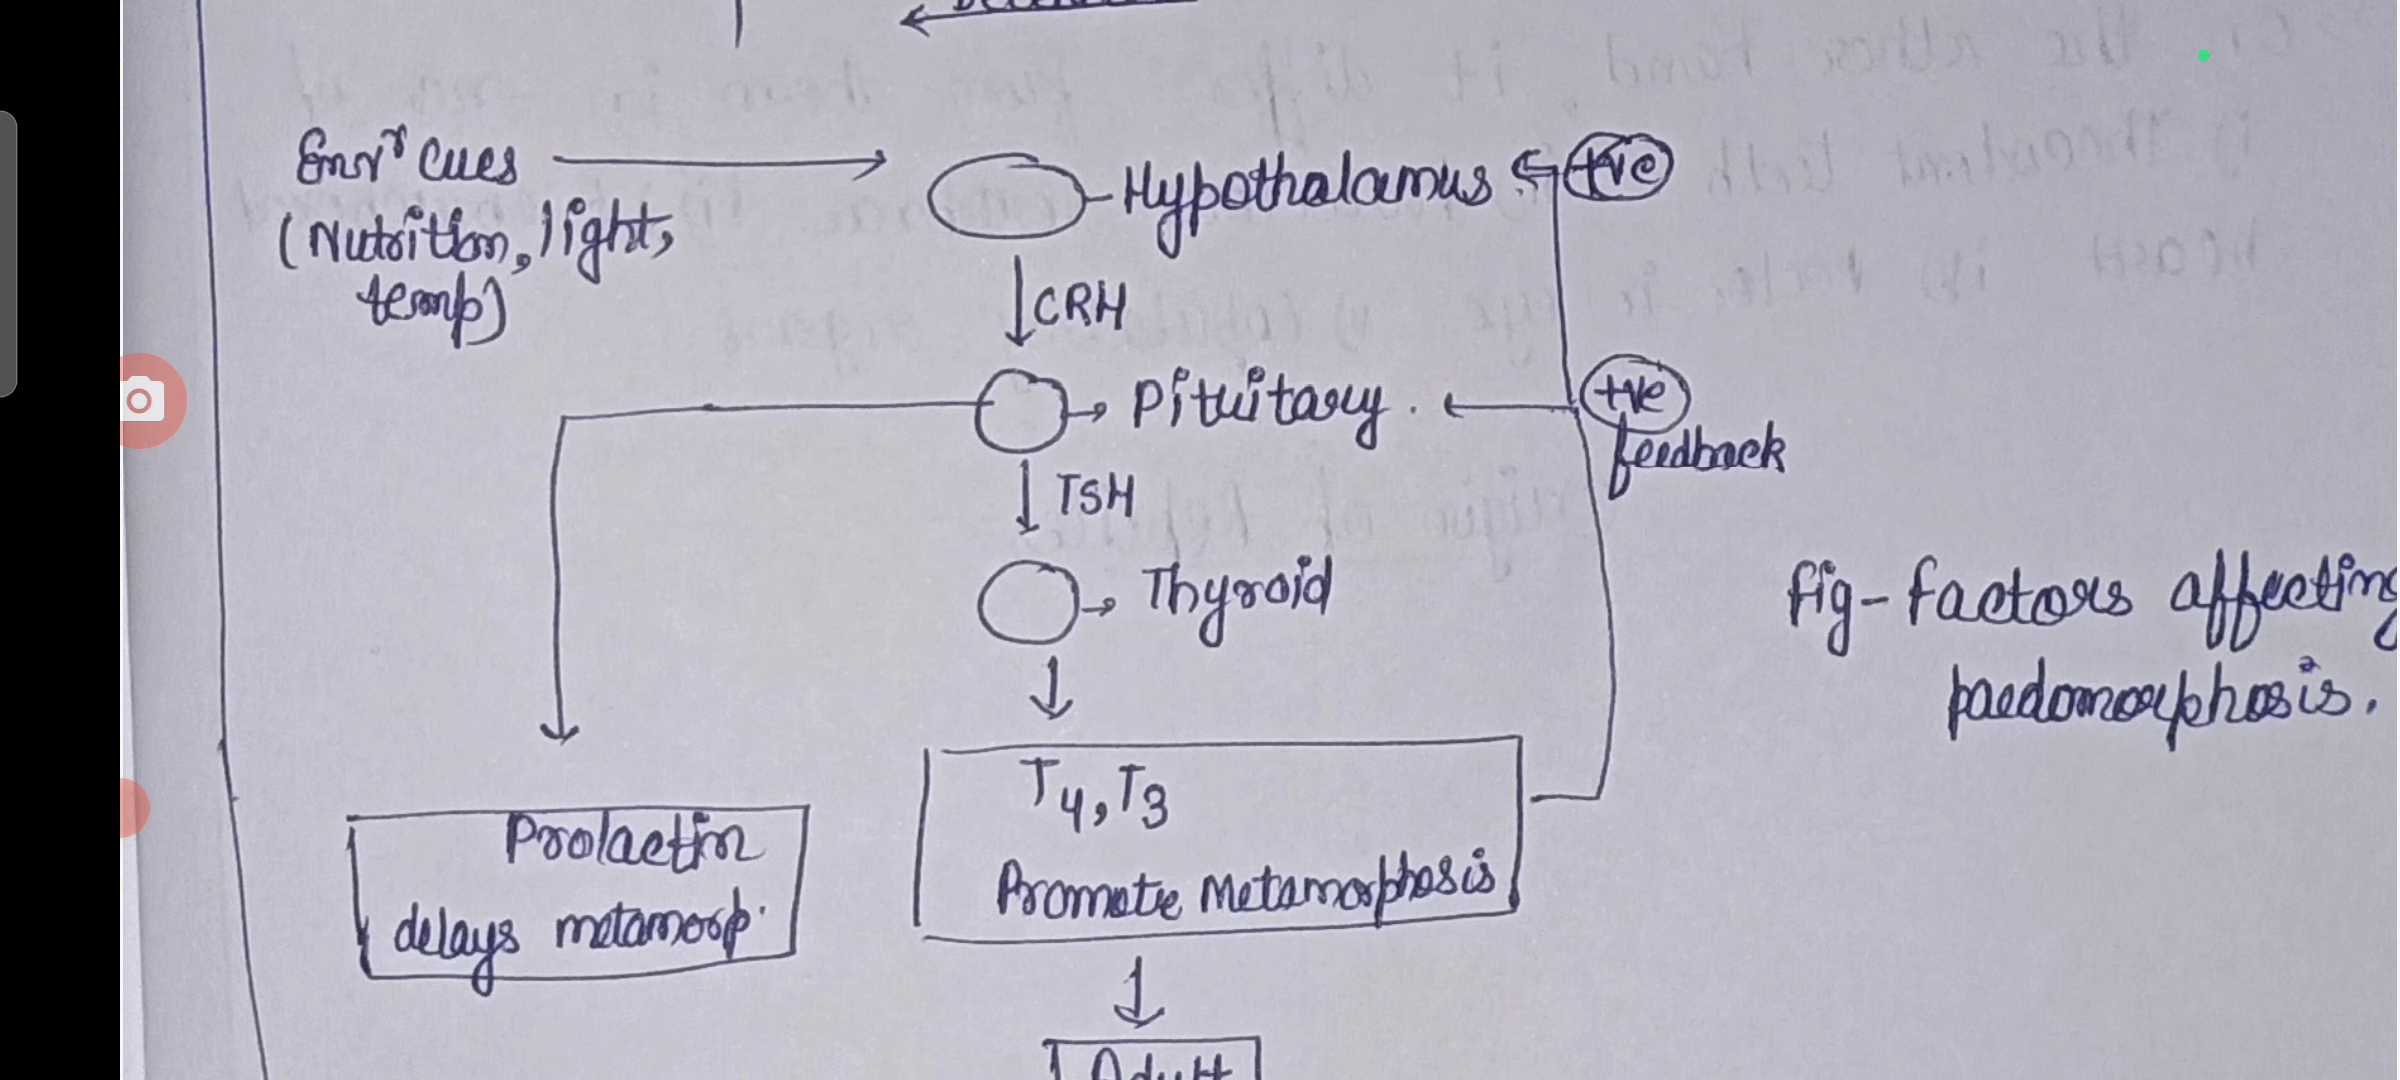 Envr Cues
(Nutrition, light,
temp)
Hypothalamus
+ve
CRH
Pituitary.
+ve
feedback
TSH
Thyroid
fig- factors affecting
paedomorphosis.
T4, T3
Promote Metamorphosis
Prolactin
delays metamorp.
Adult